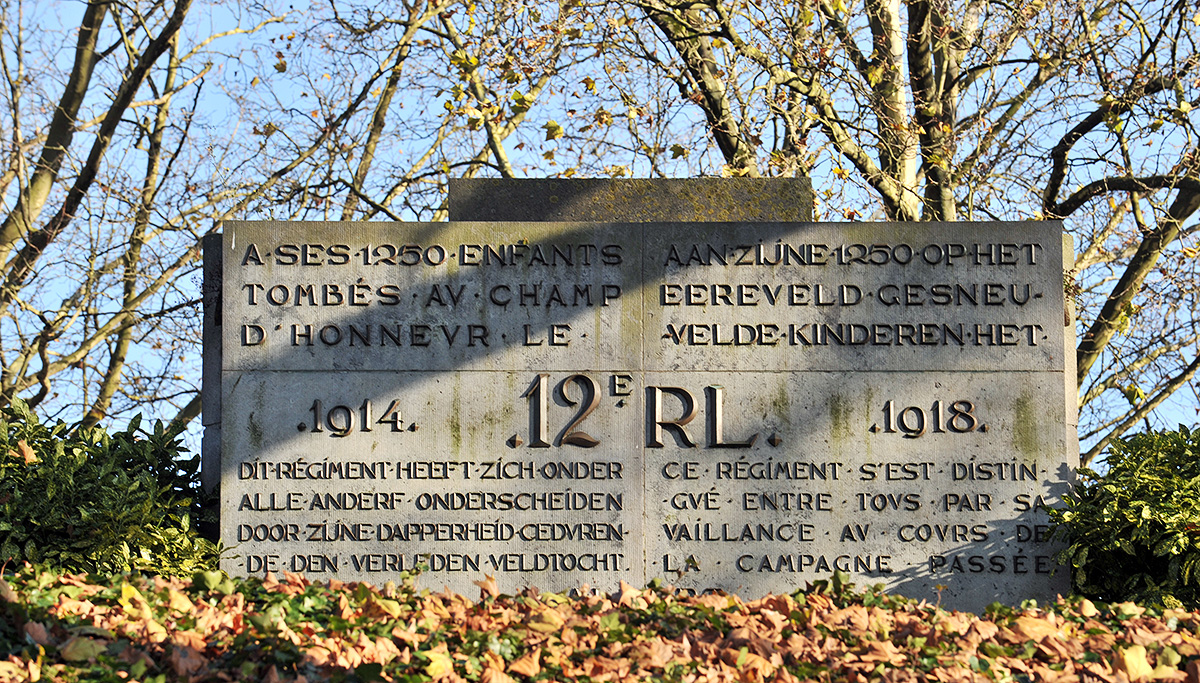 A·SES·1250·ENFANTS
TOMBÉS·AV·CHAMP
D'HONNEVR·LE·
AAN·ZIJNE·1250·OP·HET
EEREVELD·GESNEU-
VELDE·KINDEREN·HET·
·1914· ·12E RL· ·1918·
DIT·RÉGIMENT·HEEFT·ZICH·ONDER
ALLE·ANDERF·ONDERSCHEIDEN
DOOR·ZIJNE·DAPPERHEID·GEDVREN-
DE·DEN·VERLEDEN·VELDTOCHT·
CE·RÉGIMENT·S'EST·DISTIN-
GVÉ·ENTRE·TOVS·PAR·SA
VAILLANCE·AV·COVRS·DE
LA·CAMPAGNE·PASSÉE